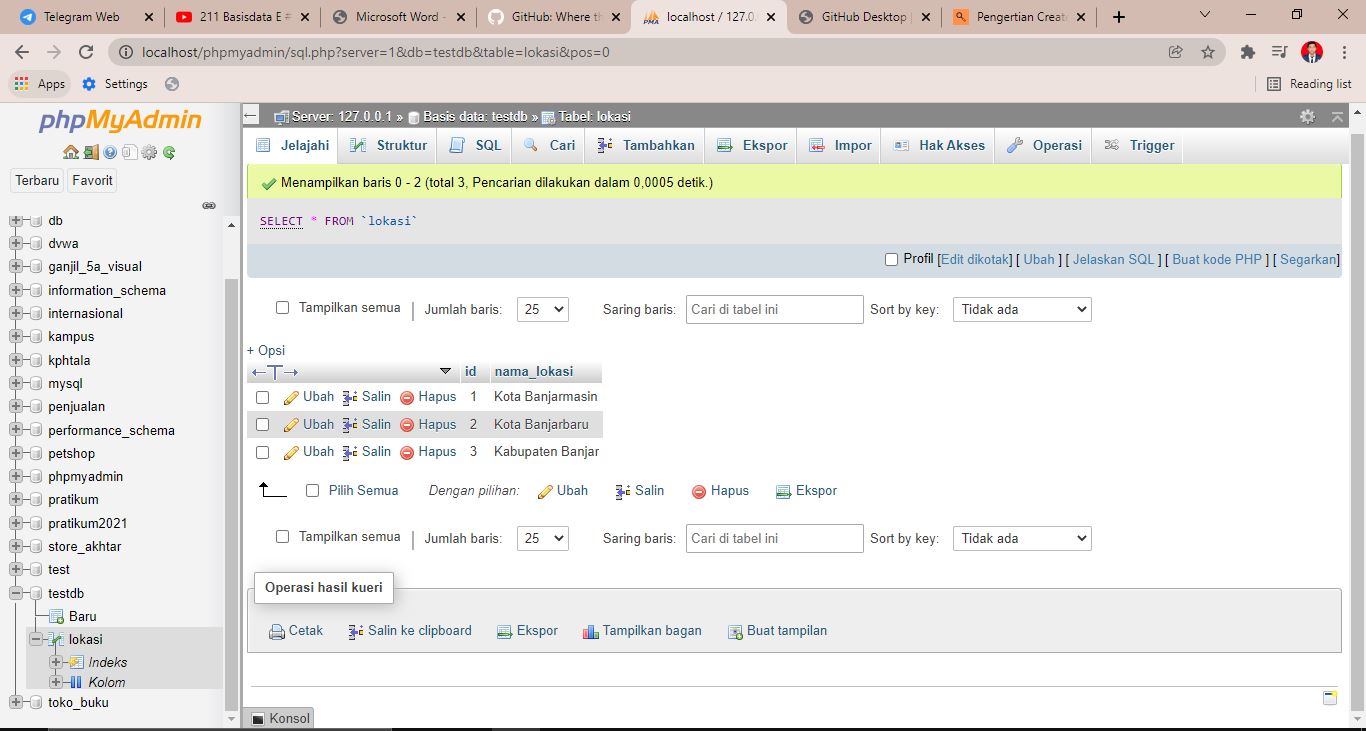 Telegram Web
211 Basisdata E #
Microsoft Word -
GitHub: Where th
localhost / 127.0.
GitHub Desktop |
Pengertian Creat
localhost/phpmyadmin/sql.php?server=1&db=testdb&table=lokasi&pos=0
Apps Settings Reading list
phpMyAdmin
Terbaru Favorit
db
dvwa
ganjil_5a_visual
information_schema
internasional
kampus
kphtala
mysql
penjualan
performance_schema
petshop
phpmyadmin
pratikum
pratikum2021
store_akhtar
test
testdb
Baru
lokasi
Indeks
Kolom
toko_buku
Server: 127.0.0.1 » Basis data: testdb » Tabel: lokasi
Jelajahi Struktur SQL Cari Tambahkan Ekspor Impor Hak Akses Operasi Trigger
Menampilkan baris 0 - 2 (total 3, Pencarian dilakukan dalam 0,0005 detik.)
SELECT * FROM `lokasi`
Profil [Edit dikotak] [ Ubah ] [ Jelaskan SQL ] [ Buat kode PHP ] [ Segarkan]
Tampilkan semua | Jumlah baris: 25 Saring baris: Cari di tabel ini Sort by key: Tidak ada
+ Opsi
←T→ id nama_lokasi
Ubah Salin Hapus 1 Kota Banjarmasin
Ubah Salin Hapus 2 Kota Banjarbaru
Ubah Salin Hapus 3 Kabupaten Banjar
Pilih Semua Dengan pilihan: Ubah Salin Hapus Ekspor
Tampilkan semua | Jumlah baris: 25 Saring baris: Cari di tabel ini Sort by key: Tidak ada
Operasi hasil kueri
Cetak Salin ke clipboard Ekspor Tampilkan bagan Buat tampilan
Konsol